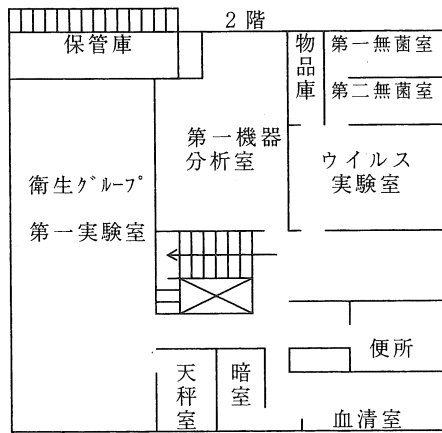 2階
保管庫
物品庫
第一無菌室
第二無菌室
第一機器
分析室
ウイルス
実験室
衛生グループ
第一実験室
便所
天秤室
暗室
血清室